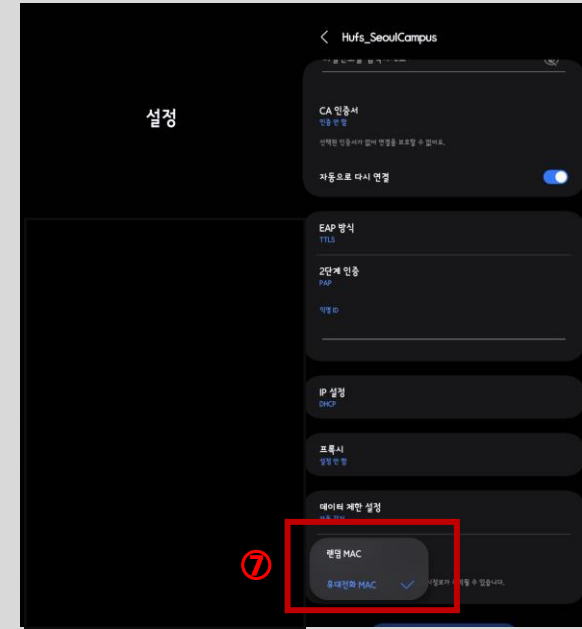 설정
Hufs_SeoulCampus
CA 인증서
인증 안 함
선택된 인증서가 없어 연결을 보호할 수 없어요.
자동으로 다시 연결
EAP 방식
TTLS
2단계 인증
PAP
익명 ID
IP 설정
DHCP
프록시
설정 안 함
데이터 제한 설정
⑦
랜덤 MAC
휴대전화 MAC
수 있습니다.